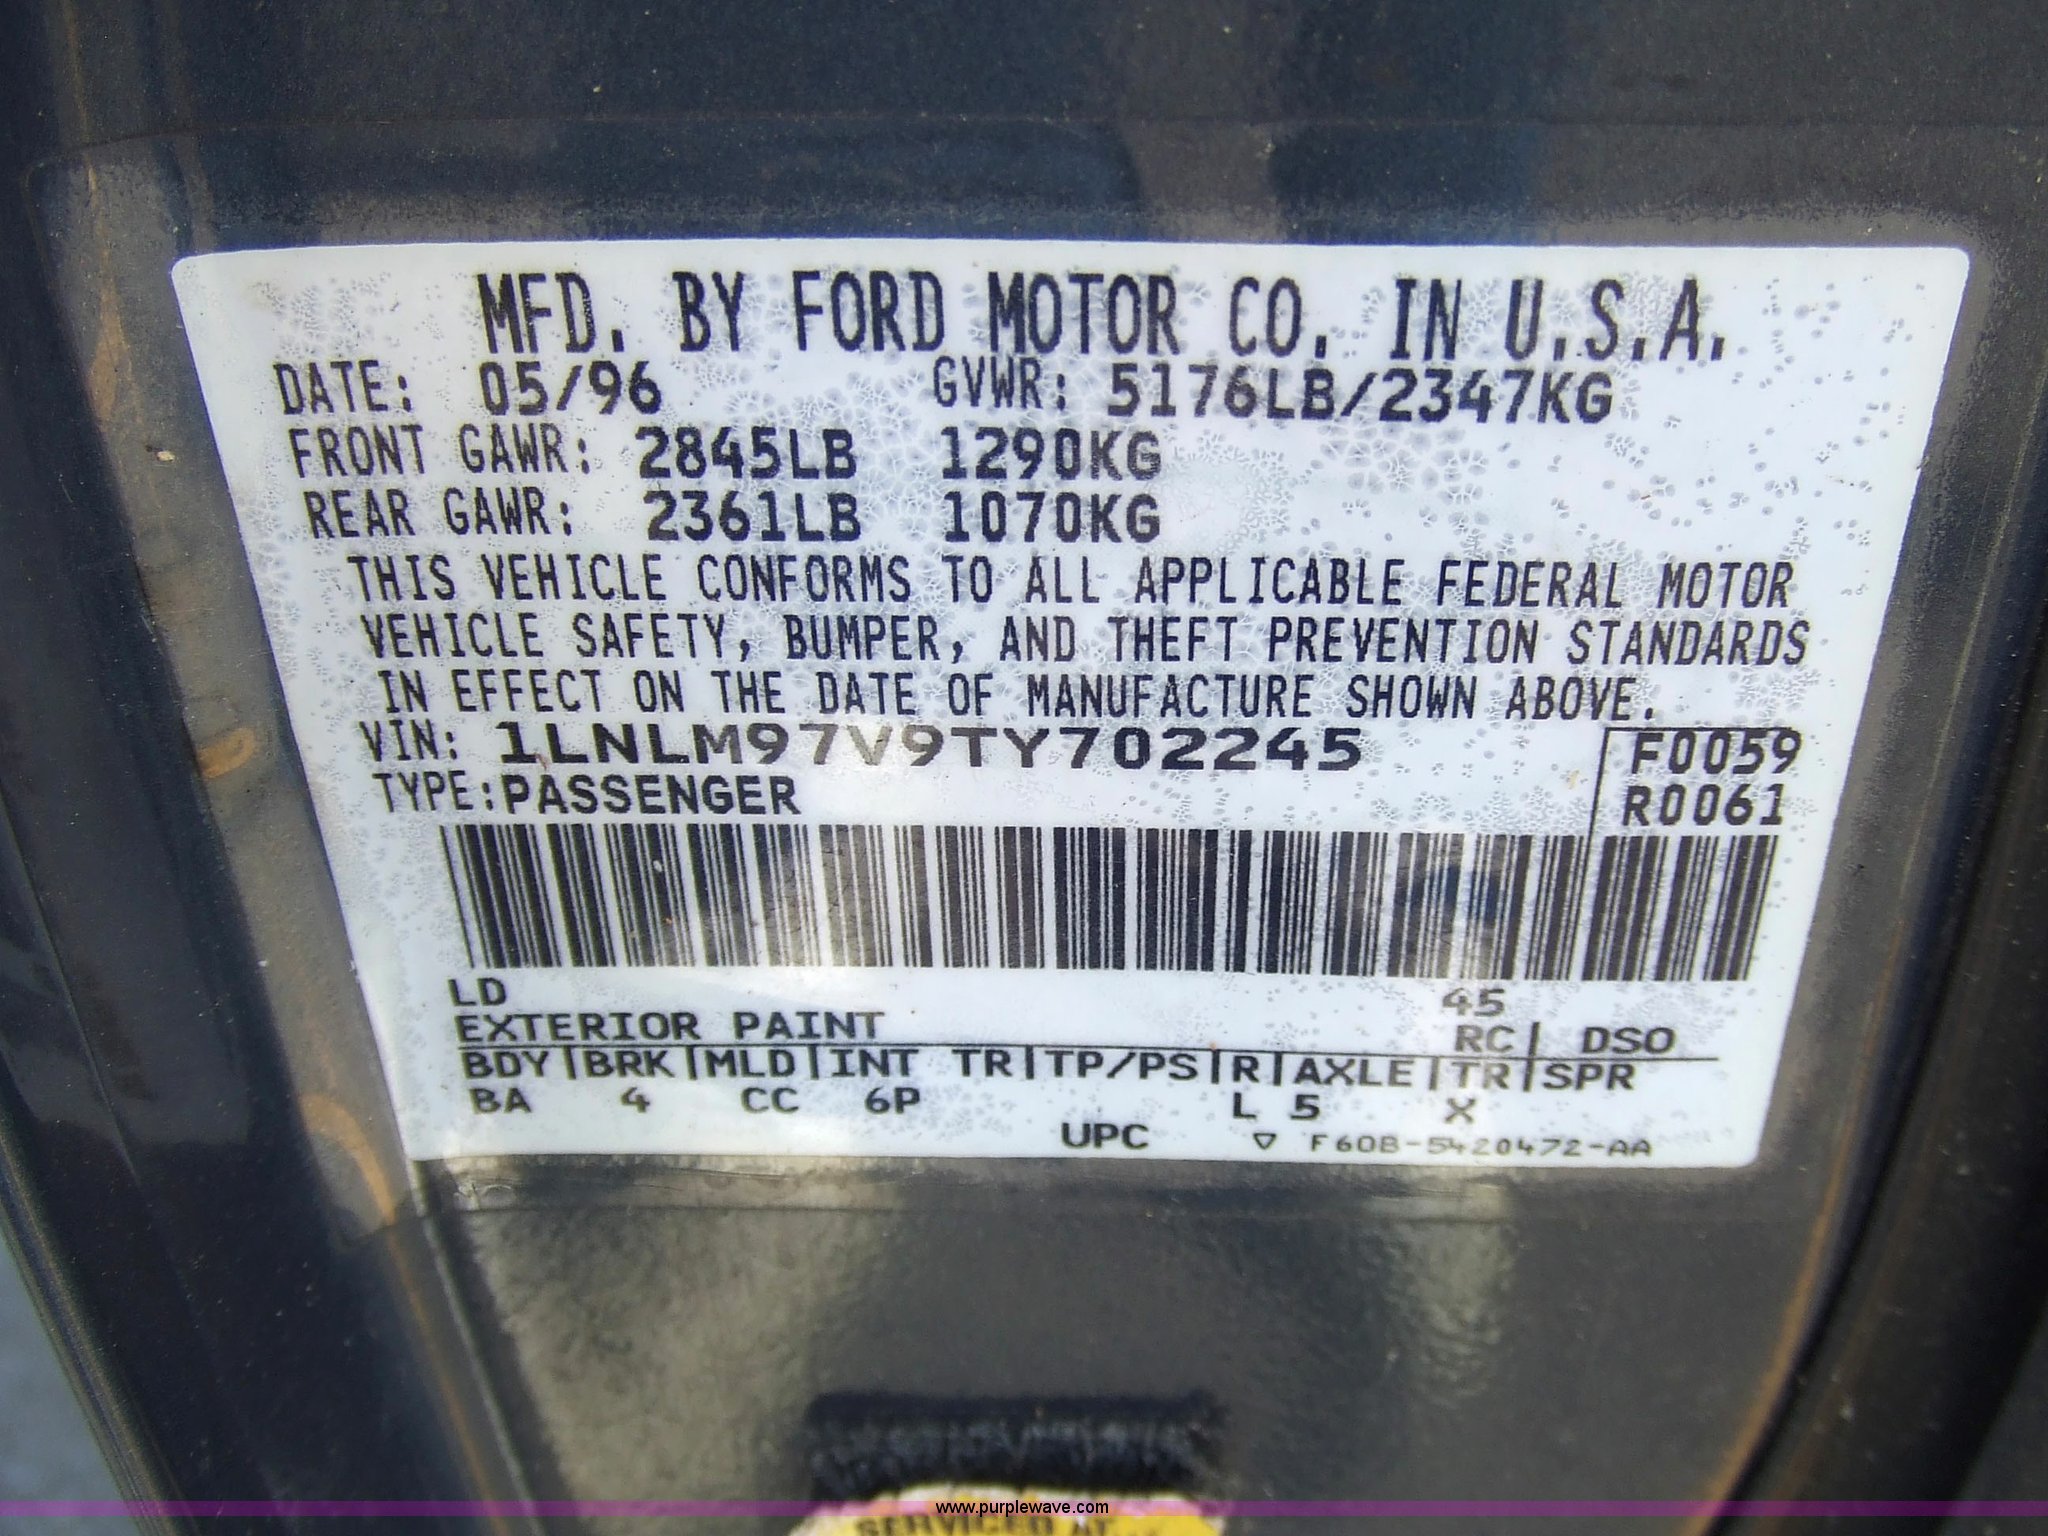 MFD. BY FORD MOTOR CO. IN U.S.A.
DATE: 05/96 GVWR: 5176LB/2347KG
FRONT GAWR: 2845LB 1290KG
REAR GAWR: 2361LB 1070KG
THIS VEHICLE CONFORMS TO ALL APPLICABLE FEDERAL MOTOR
VEHICLE SAFETY, BUMPER, AND THEFT PREVENTION STANDARDS
IN EFFECT ON THE DATE OF MANUFACTURE SHOWN ABOVE.
VIN: 1LNLM97V9TY702245 F0059
TYPE:PASSENGER R0061
LD 45
EXTERIOR PAINT RC| DSO
BDY|BRK|MLD|INT TR|TP/PS|R|AXLE|TR|SPR
BA 4 CC 6P L 5 X
UPC ▽ F60B-5420472-AA
www.purplewave.com
SERVICED AT